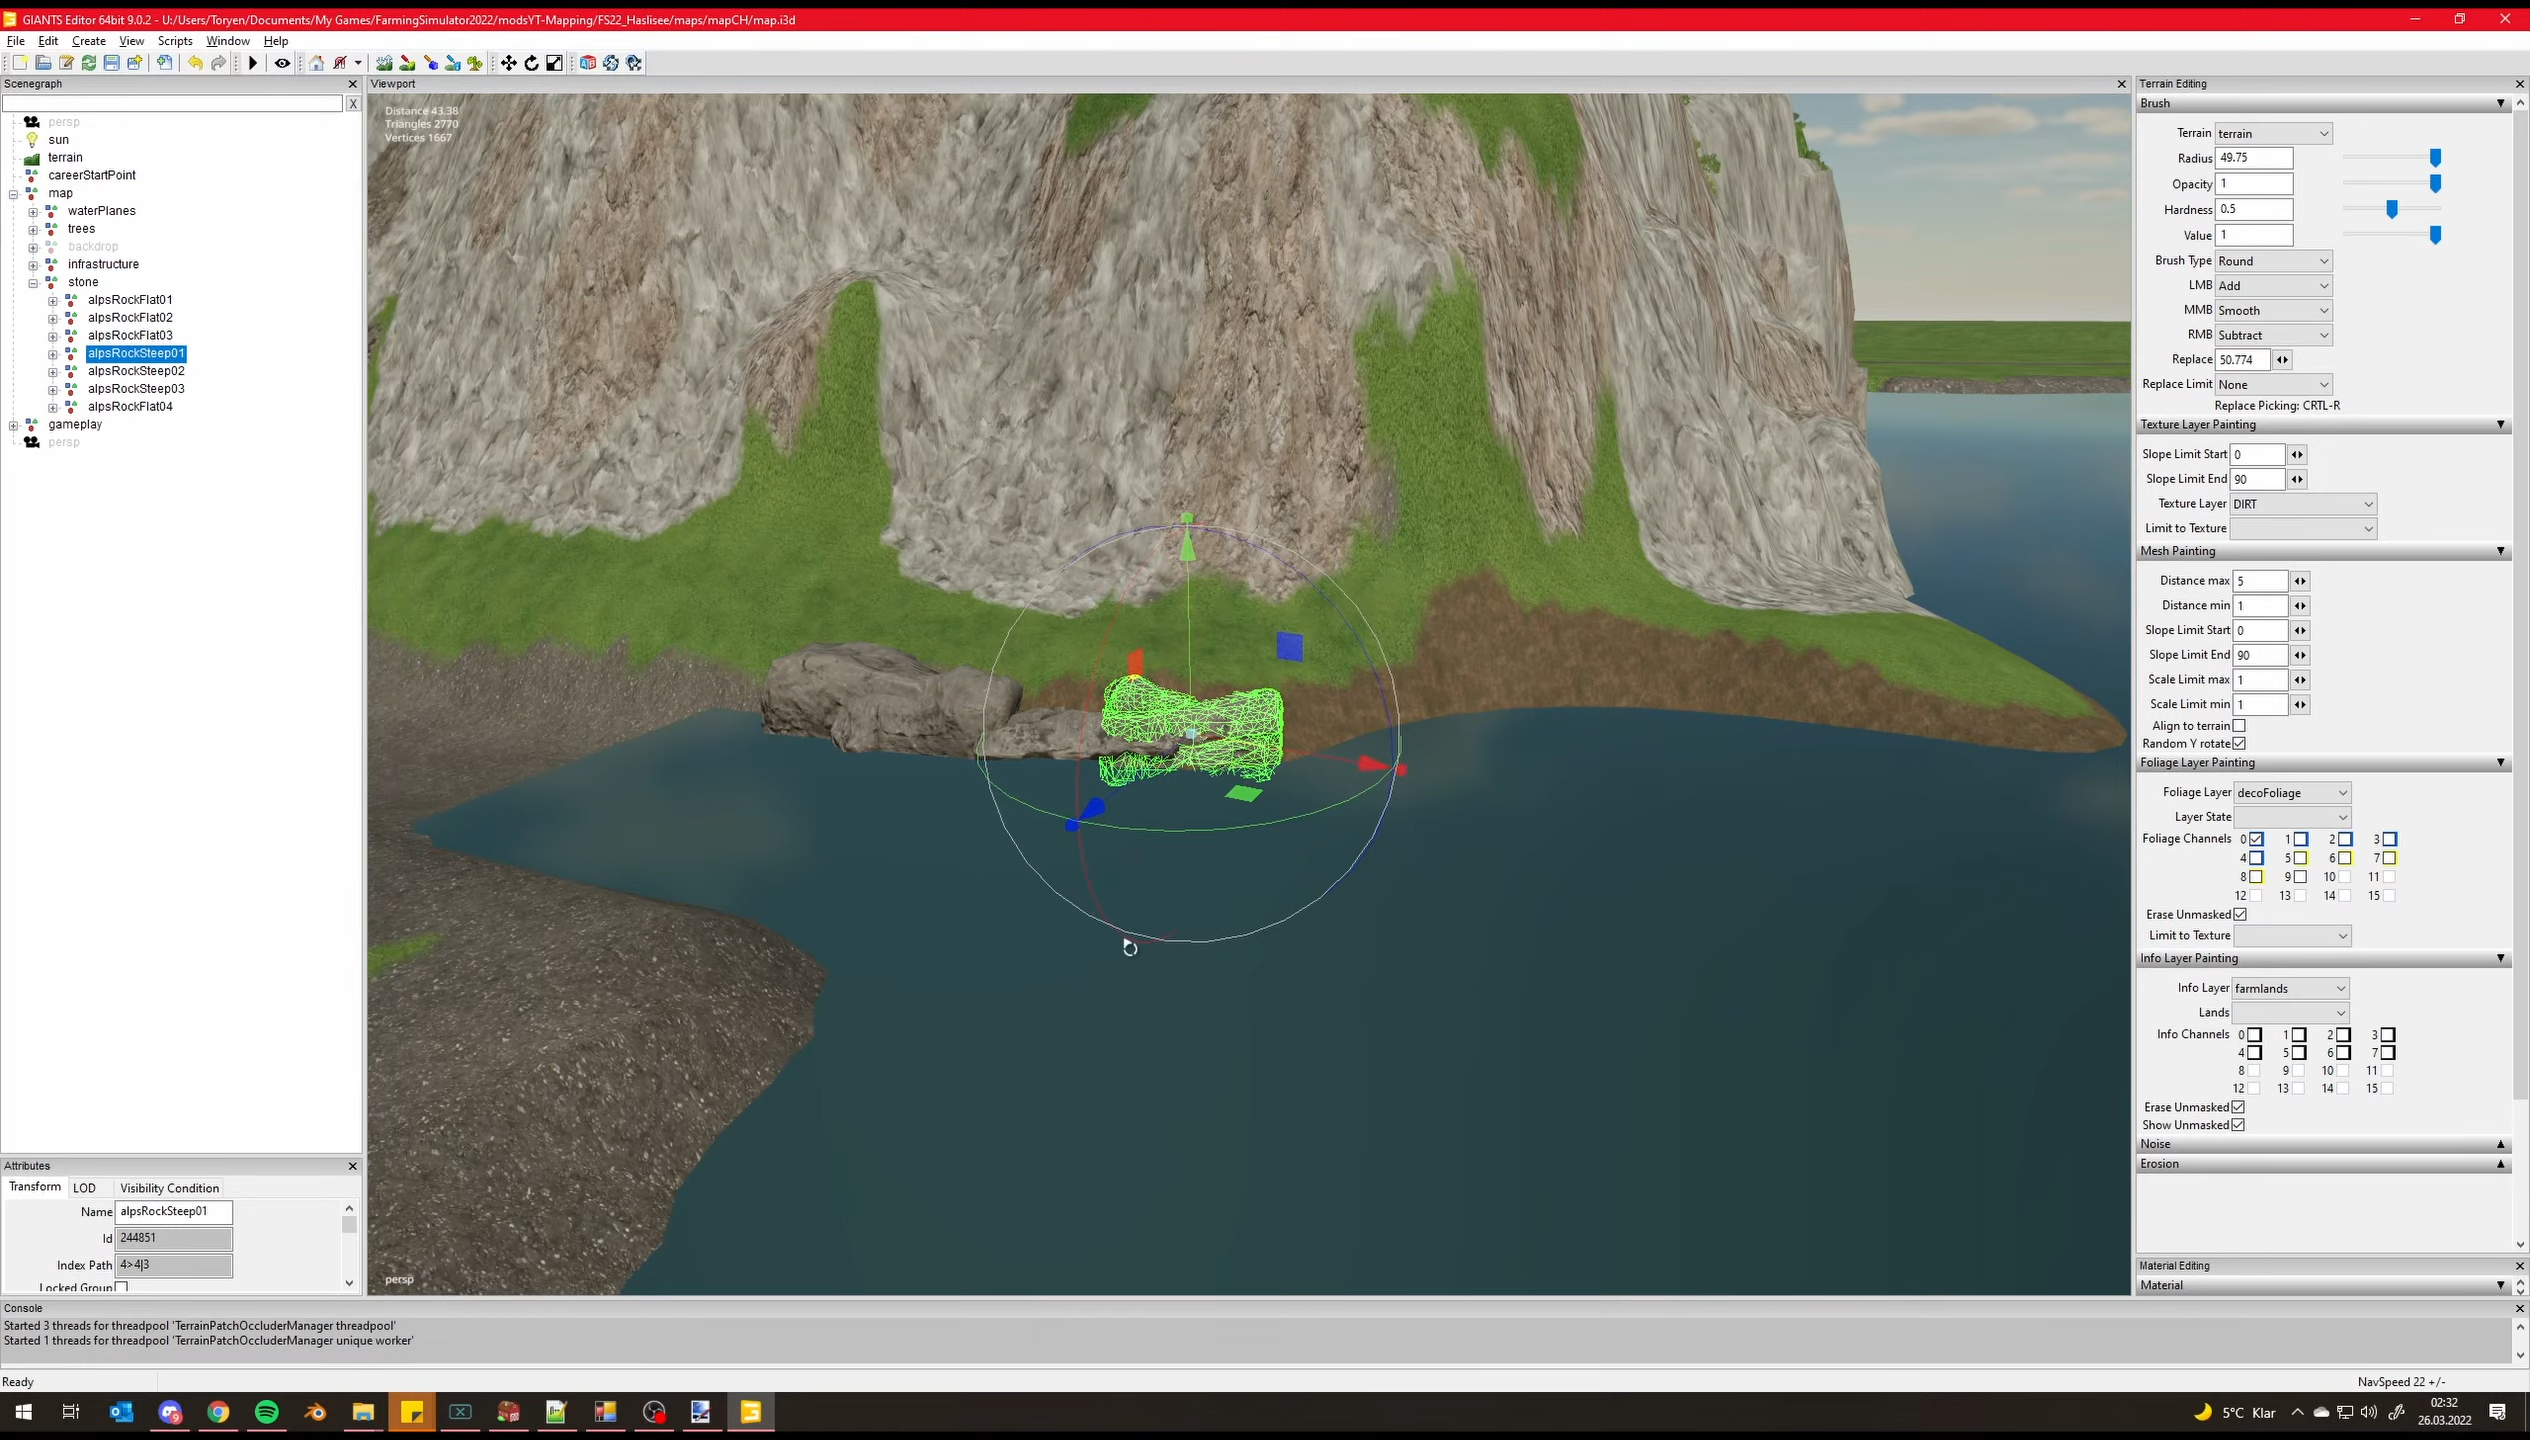 GIANTS Editor 64bit 9.0.2 - U:/Users/Toryen/Documents/My Games/FarmingSimulator2022/modsYT-Mapping/FS22_Haslisee/maps/mapCH/map.i3d
File Edit Create View Scripts Window Help
Scenegraph
X
persp
sun
terrain
careerStartPoint
map
waterPlanes
trees
backdrop
infrastructure
stone
alpsRockFlat01
alpsRockFlat02
alpsRockFlat03
alpsRockSteep01
alpsRockSteep02
alpsRockSteep03
alpsRockFlat04
gameplay
persp
Attributes
Transform LOD Visibility Condition
Name alpsRockSteep01
Id 244851
Index Path 4>4|3
Locked Group
Viewport
Distance 43.38
Triangles 2770
Vertices 1667
persp
Terrain Editing
Brush
Terrain terrain
Radius 49.75
Opacity 1
Hardness 0.5
Value 1
Brush Type Round
LMB Add
MMB Smooth
RMB Subtract
Replace 50.774
Replace Limit None
Replace Picking: CRTL-R
Texture Layer Painting
Slope Limit Start 0
Slope Limit End 90
Texture Layer DIRT
Limit to Texture
Mesh Painting
Distance max 5
Distance min 1
Slope Limit Start 0
Slope Limit End 90
Scale Limit max 1
Scale Limit min 1
Align to terrain
Random Y rotate
Foliage Layer Painting
Foliage Layer decoFoliage
Layer State
Foliage Channels 0 1 2 3
4 5 6 7
8 9 10 11
12 13 14 15
Erase Unmasked
Limit to Texture
Info Layer Painting
Info Layer farmlands
Lands
Info Channels 0 1 2 3
4 5 6 7
8 9 10 11
12 13 14 15
Erase Unmasked
Show Unmasked
Noise
Erosion
Material Editing
Material
Console
Started 3 threads for threadpool 'TerrainPatchOccluderManager threadpool'
Started 1 threads for threadpool 'TerrainPatchOccluderManager unique worker'
Ready
NavSpeed 22 +/-
5°C Klar
02:32
26.03.2022